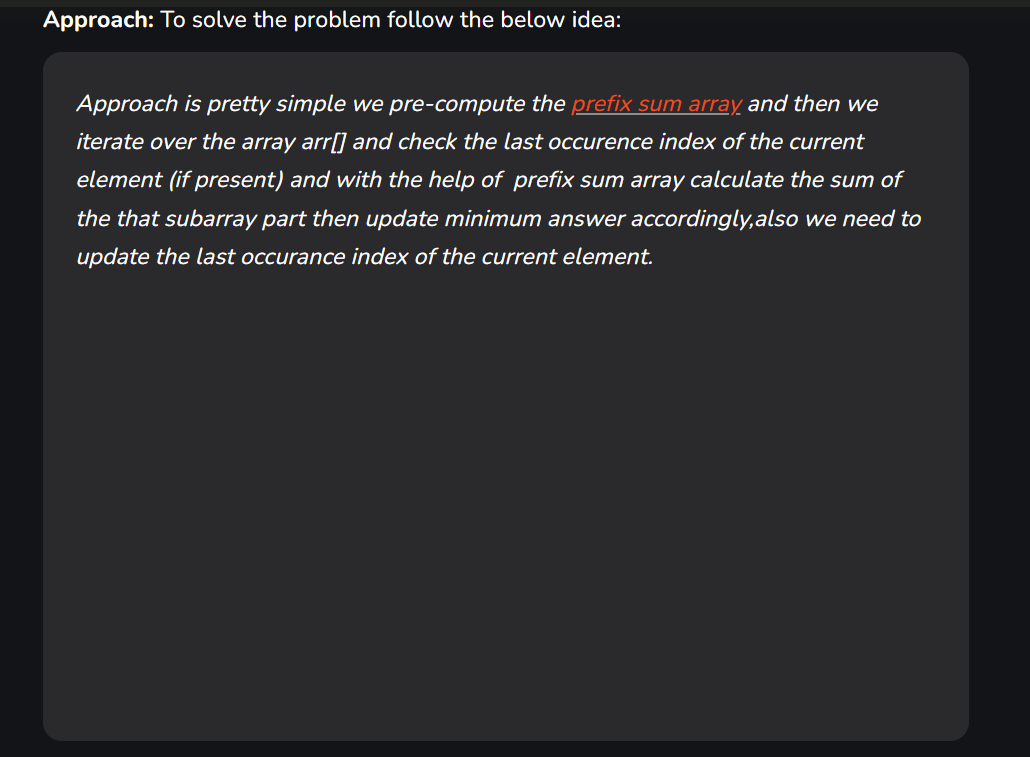 Approach: To solve the problem follow the below idea:
Approach is pretty simple we pre-compute the prefix sum array and then we
iterate over the array arr[] and check the last occurence index of the current
element (if present) and with the help of  prefix sum array calculate the sum of
the that subarray part then update minimum answer accordingly,also we need to
update the last occurance index of the current element.